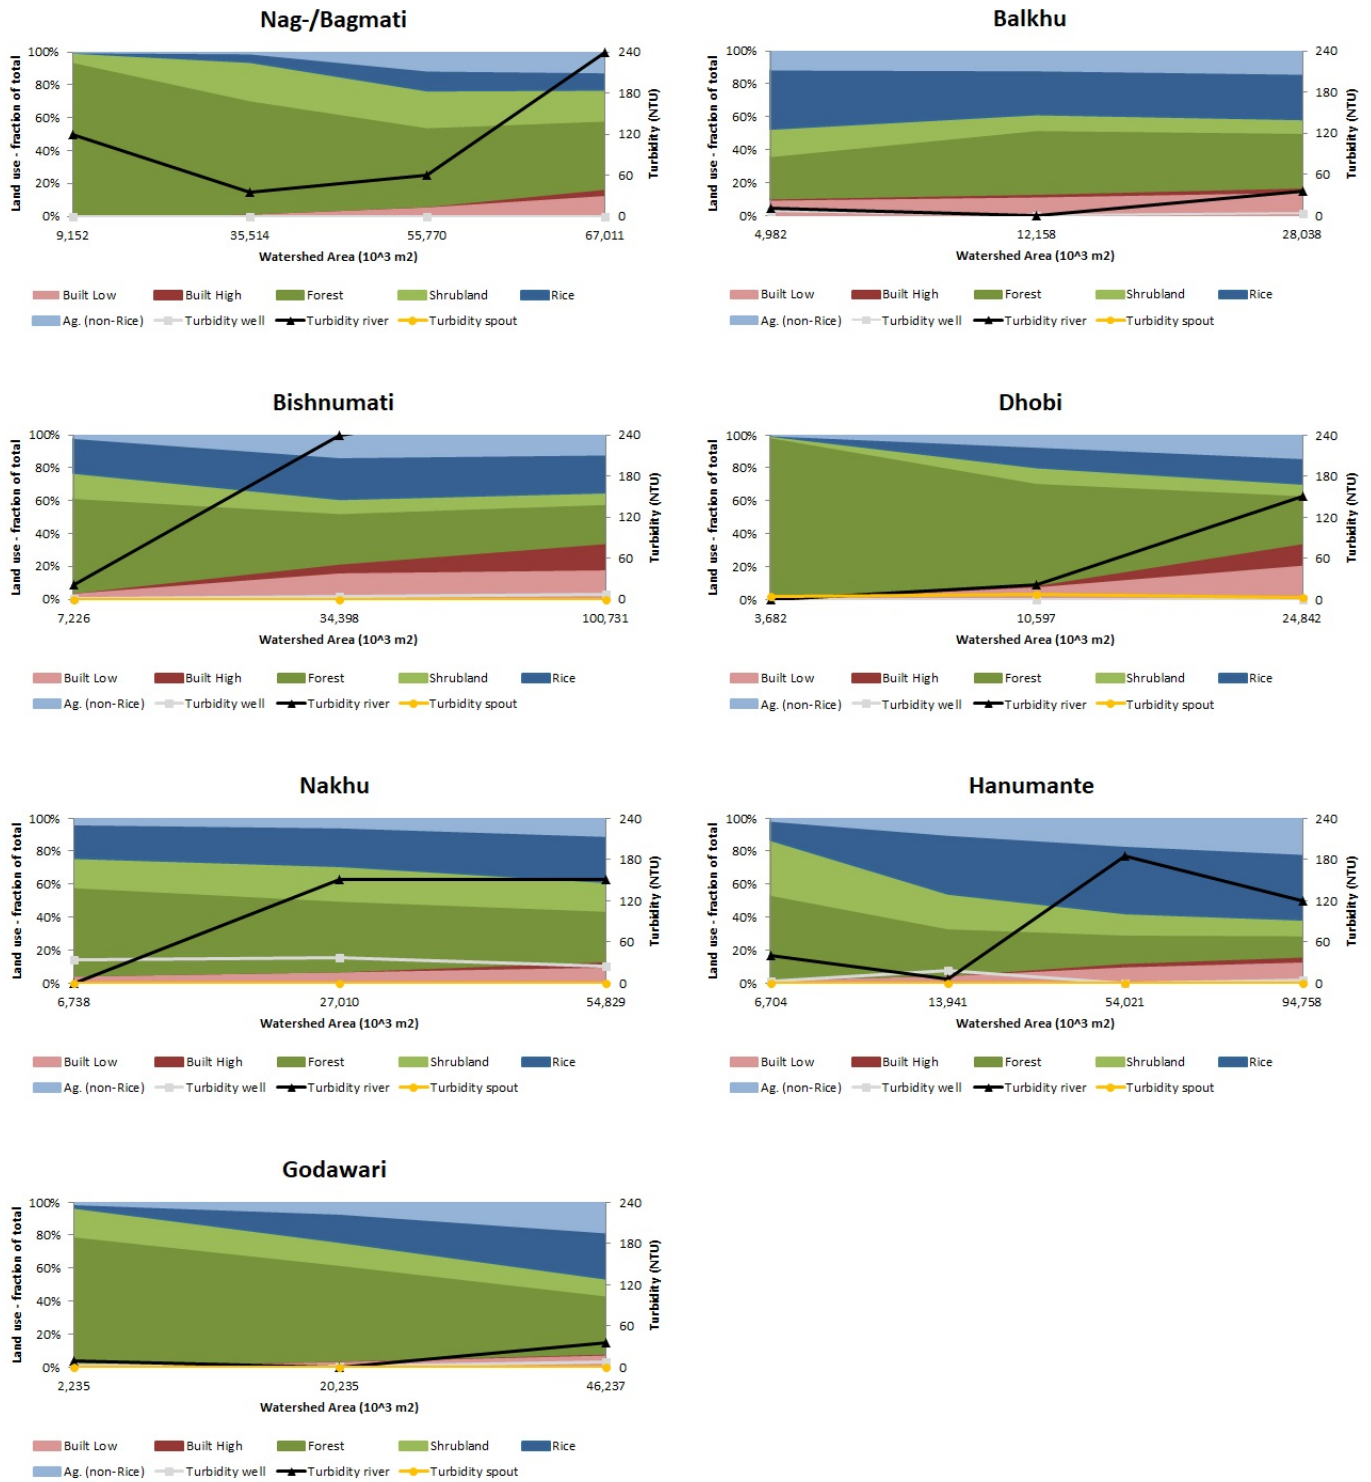 Nag-/Bagmati
Land use - fraction of total
100%
80%
60%
40%
20%
0%
240
180
120
60
0
Turbidity (NTU)
9,152 35,514 55,770 67,011
Watershed Area (10^3 m2)
Built Low Built High Forest Shrubland Rice
Ag. (non-Rice) Turbidity well Turbidity river Turbidity spout
Balkhu
Land use - fraction of total
100%
80%
60%
40%
20%
0%
240
180
120
60
0
Turbidity (NTU)
4,982 12,158 28,038
Watershed Area (10^3 m2)
Built Low Built High Forest Shrubland Rice
Ag. (non-Rice) Turbidity well Turbidity river Turbidity spout
Bishnumati
Land use - fraction of total
100%
80%
60%
40%
20%
0%
240
180
120
60
0
Turbidity (NTU)
7,226 34,398 100,731
Watershed Area (10^3 m2)
Built Low Built High Forest Shrubland Rice
Ag. (non-Rice) Turbidity well Turbidity river Turbidity spout
Dhobi
Land use - fraction of total
100%
80%
60%
40%
20%
0%
240
180
120
60
0
Turbidity (NTU)
3,682 10,597 24,842
Watershed Area (10^3 m2)
Built Low Built High Forest Shrubland Rice
Ag. (non-Rice) Turbidity well Turbidity river Turbidity spout
Nakhu
Land use - fraction of total
100%
80%
60%
40%
20%
0%
240
180
120
60
0
Turbidity (NTU)
6,738 27,010 54,829
Watershed Area (10^3 m2)
Built Low Built High Forest Shrubland Rice
Ag. (non-Rice) Turbidity well Turbidity river Turbidity spout
Hanumante
Land use - fraction of total
100%
80%
60%
40%
20%
0%
240
180
120
60
0
Turbidity (NTU)
6,704 13,941 54,021 94,758
Watershed Area (10^3 m2)
Built Low Built High Forest Shrubland Rice
Ag. (non-Rice) Turbidity well Turbidity river Turbidity spout
Godawari
Land use - fraction of total
100%
80%
60%
40%
20%
0%
240
180
120
60
0
Turbidity (NTU)
2,235 20,235 46,237
Watershed Area (10^3 m2)
Built Low Built High Forest Shrubland Rice
Ag. (non-Rice) Turbidity well Turbidity river Turbidity spout